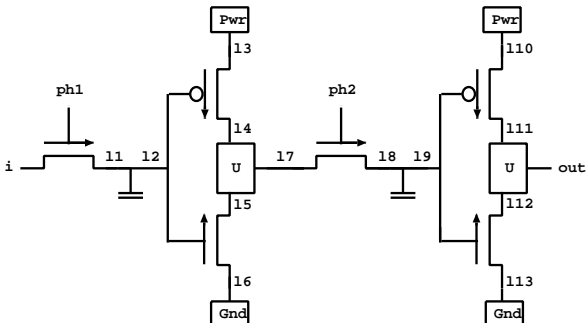 Pwr Pwr
l3 l10
ph1 ph2
l4 l11
i l1 l2 U l7 l8 l9 U out
l5 l12
l6 l13
Gnd Gnd